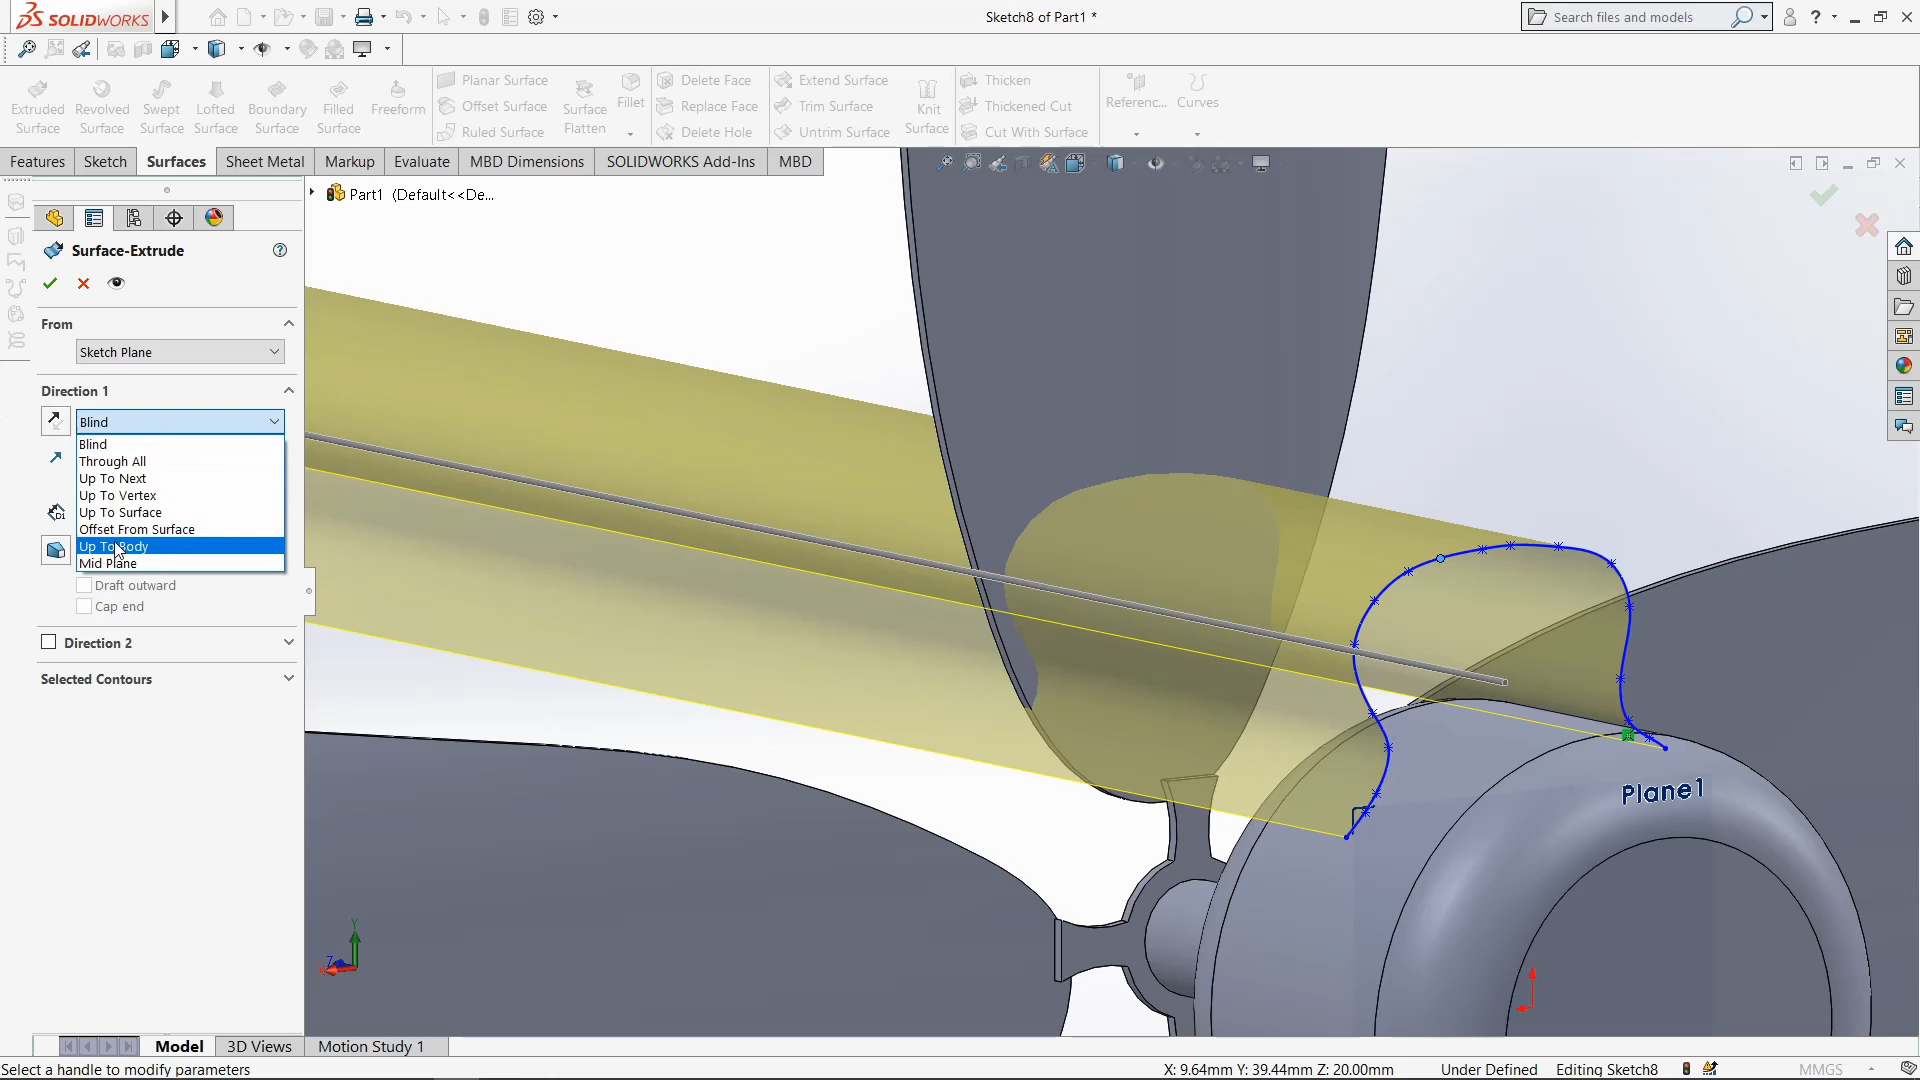 SOLIDWORKS
Sketch8 of Part1 *
Search files and models
Extruded Surface
Revolved Surface
Swept Surface
Lofted Surface
Boundary Surface
Filled Surface
Freeform
Planar Surface
Offset Surface
Ruled Surface
Surface Flatten
Fillet
Delete Face
Replace Face
Delete Hole
Extend Surface
Trim Surface
Untrim Surface
Knit Surface
Thicken
Thickened Cut
Cut With Surface
Referenc...
Curves
Features
Sketch
Surfaces
Sheet Metal
Markup
Evaluate
MBD Dimensions
SOLIDWORKS Add-Ins
MBD
Part1 (Default<<De...
Surface-Extrude
From
Sketch Plane
Direction 1
Blind
Blind
Through All
Up To Next
Up To Vertex
Up To Surface
Offset From Surface
Up To Body
Mid Plane
Draft outward
Cap end
Direction 2
Selected Contours
Plane1
Y
Z
X
Model
3D Views
Motion Study 1
Select a handle to modify parameters
X: 9.64mm Y: 39.44mm Z: 20.00mm
Under Defined
Editing Sketch8
MMGS